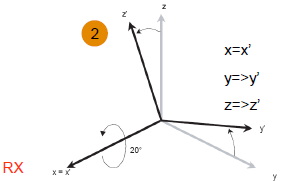 z
z'
2
x=x'
y=>y'
z=>z'
y'
20°
RX
x = x'
y